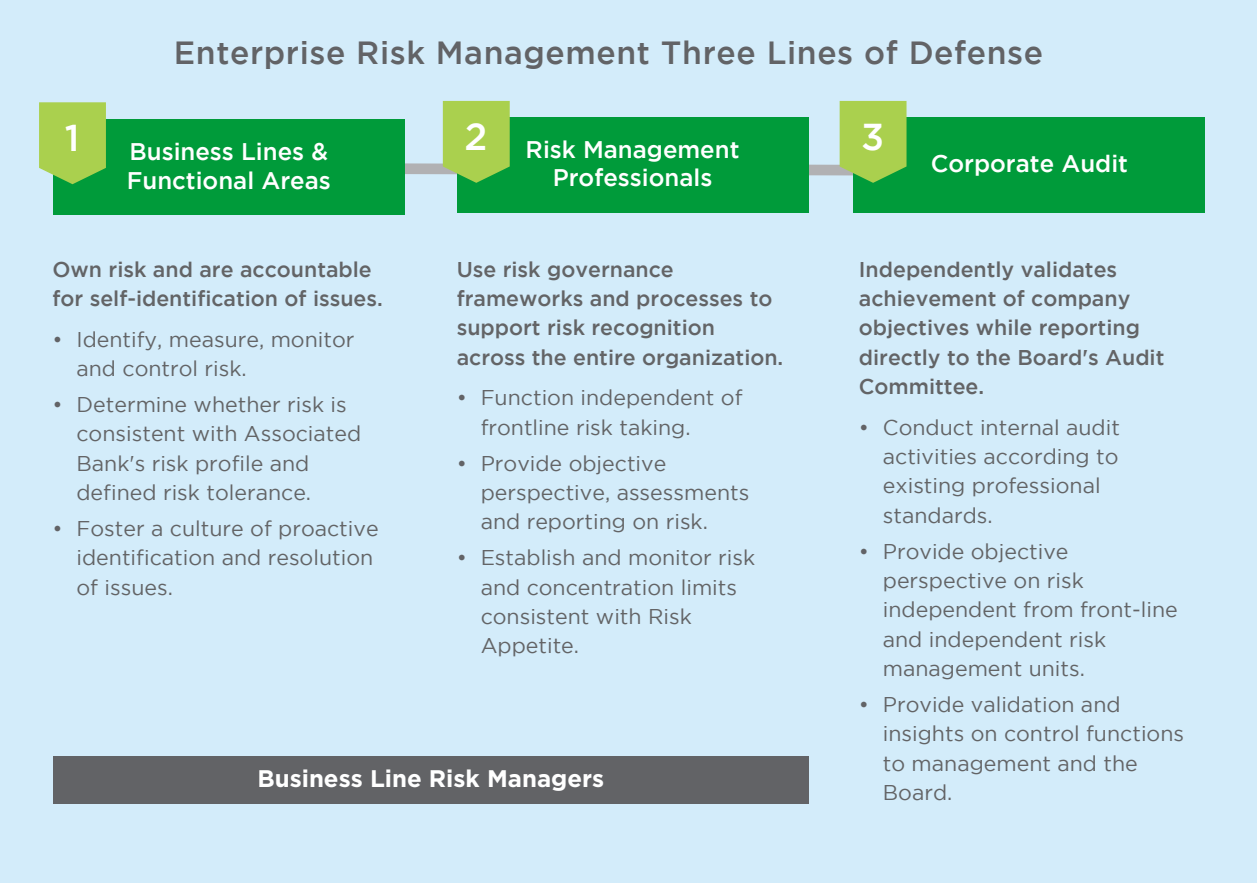 Enterprise Risk Management Three Lines of Defense
1
Business Lines &
Functional Areas
Own risk and are accountable
for self-identification of issues.
• Identify, measure, monitor
and control risk.
• Determine whether risk is
consistent with Associated
Bank's risk profile and
defined risk tolerance.
• Foster a culture of proactive
identification and resolution
of issues.
2
Risk Management
Professionals
Use risk governance
frameworks and processes to
support risk recognition
across the entire organization.
• Function independent of
frontline risk taking.
• Provide objective
perspective, assessments
and reporting on risk.
• Establish and monitor risk
and concentration limits
consistent with Risk
Appetite.
Business Line Risk Managers
3
Corporate Audit
Independently validates
achievement of company
objectives while reporting
directly to the Board's Audit
Committee.
• Conduct internal audit
activities according to
existing professional
standards.
• Provide objective
perspective on risk
independent from front-line
and independent risk
management units.
• Provide validation and
insights on control functions
to management and the
Board.